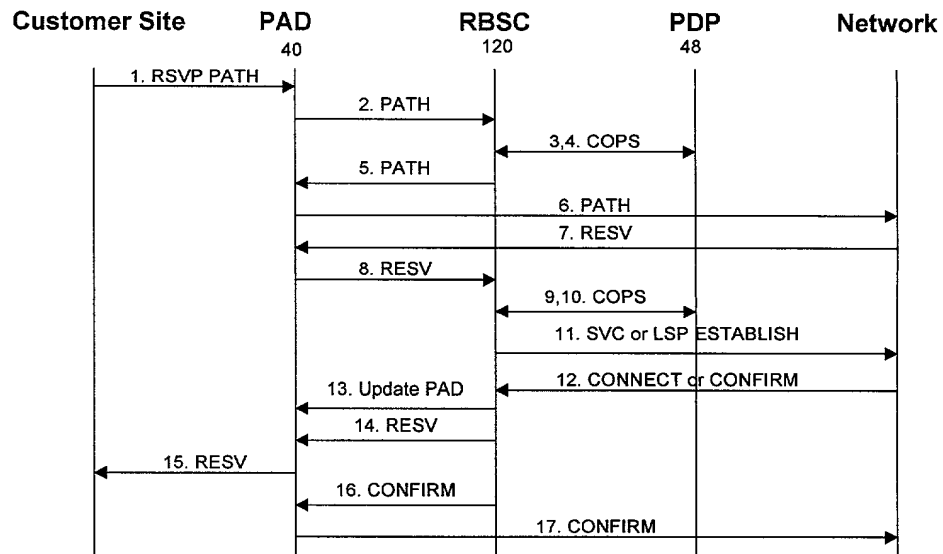 Customer Site PAD RBSC PDP Network
40 120 48
1. RSVP PATH
2. PATH
3,4. COPS
5. PATH
6. PATH
7. RESV
8. RESV
9,10. COPS
11. SVC or LSP ESTABLISH
12. CONNECT or CONFIRM
13. Update PAD
14. RESV
15. RESV
16. CONFIRM
17. CONFIRM